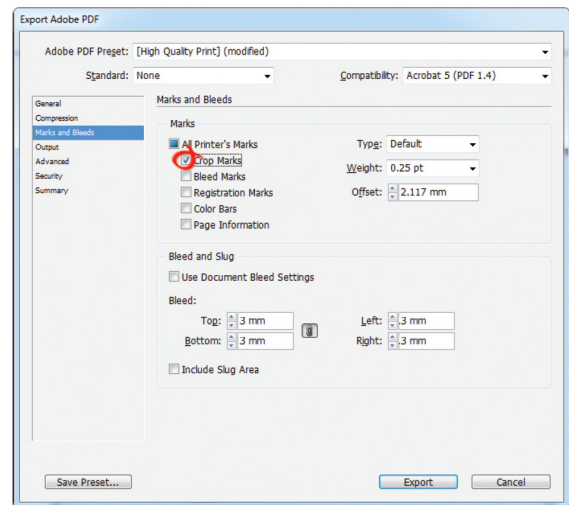 Export Adobe PDF
Adobe PDF Preset: [High Quality Print] (modified)
Standard: None Compatibility: Acrobat 5 (PDF 1.4)
General
Compression
Marks and Bleeds
Output
Advanced
Security
Summary
Marks and Bleeds
Marks
All Printer's Marks
Crop Marks
Bleed Marks
Registration Marks
Color Bars
Page Information
Type: Default
Weight: 0.25 pt
Offset: 2.117 mm
Bleed and Slug
Use Document Bleed Settings
Bleed:
Top: 3 mm Left: 3 mm
Bottom: 3 mm Right: 3 mm
Include Slug Area
Save Preset... Export Cancel